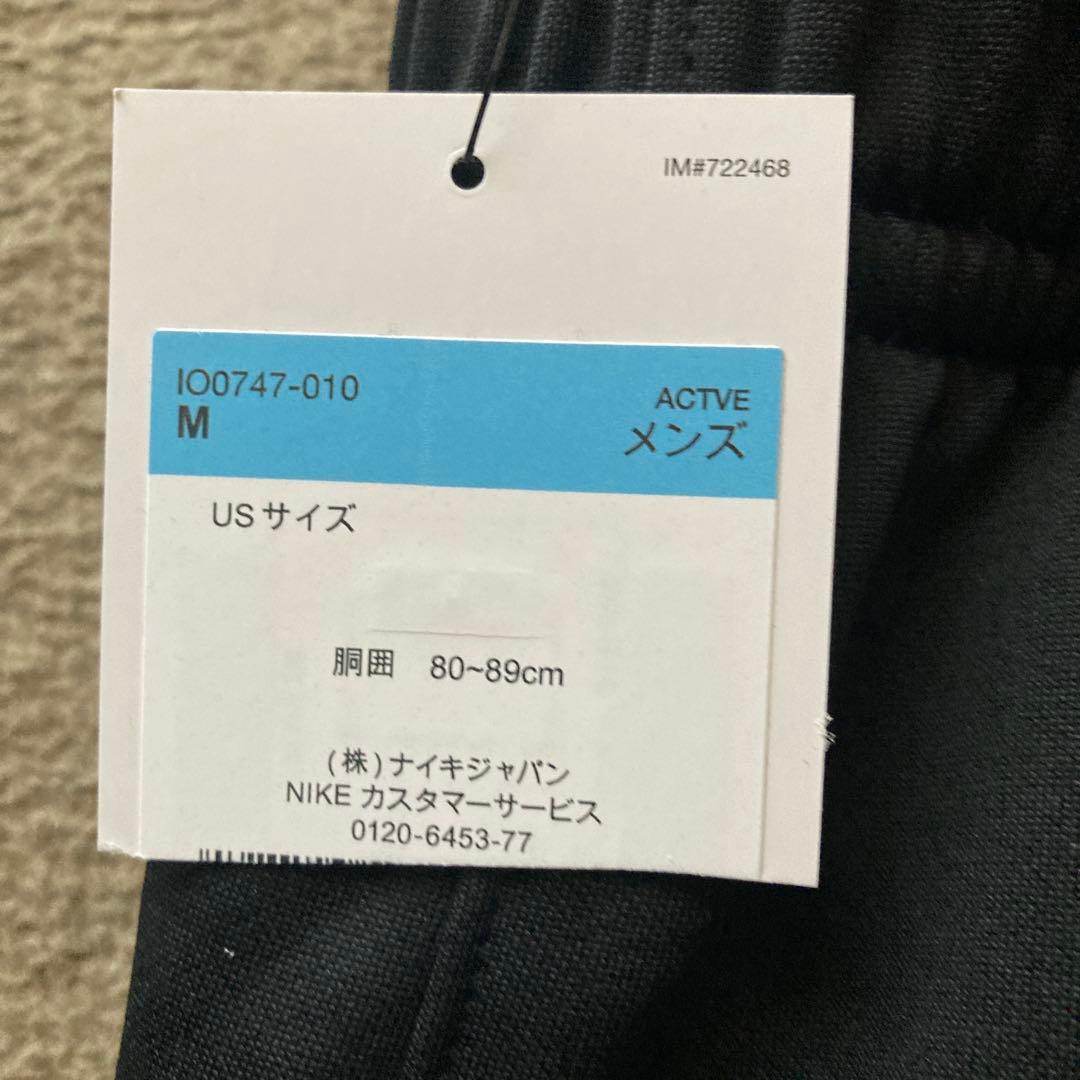 IM#722468
IO0747-010
M
ACTVE
メンズ
USサイズ
胴囲 80~89cm
(株)ナイキジャパン
NIKE カスタマーサービス
0120-6453-77